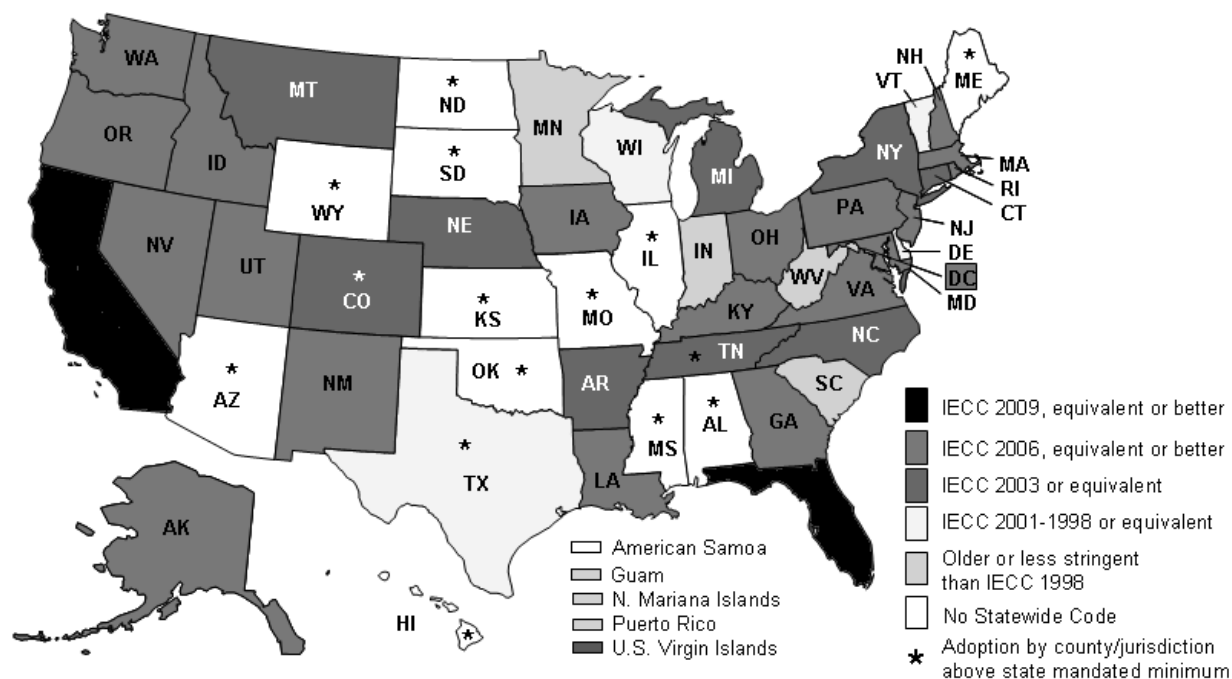 WA
MT
★
ND
MN
NH
VT
★
ME
OR
ID
★
SD
WI
NY
MA
RI
CT
★
WY
MI
PA
NJ
NE
IA
OH
DE
NV
UT
★
CO
★
IL
IN
WV
DC
MD
★
KS
★
MO
KY
VA
★
AZ
NM
OK ★
AR
★ TN
NC
SC
★
MS
★
AL
GA
★
TX
LA
AK
HI
★
American Samoa
Guam
N. Mariana Islands
Puerto Rico
U.S. Virgin Islands
IECC 2009, equivalent or better
IECC 2006, equivalent or better
IECC 2003 or equivalent
IECC 2001-1998 or equivalent
Older or less stringent
than IECC 1998
No Statewide Code
★ Adoption by county/jurisdiction
above state mandated minimum